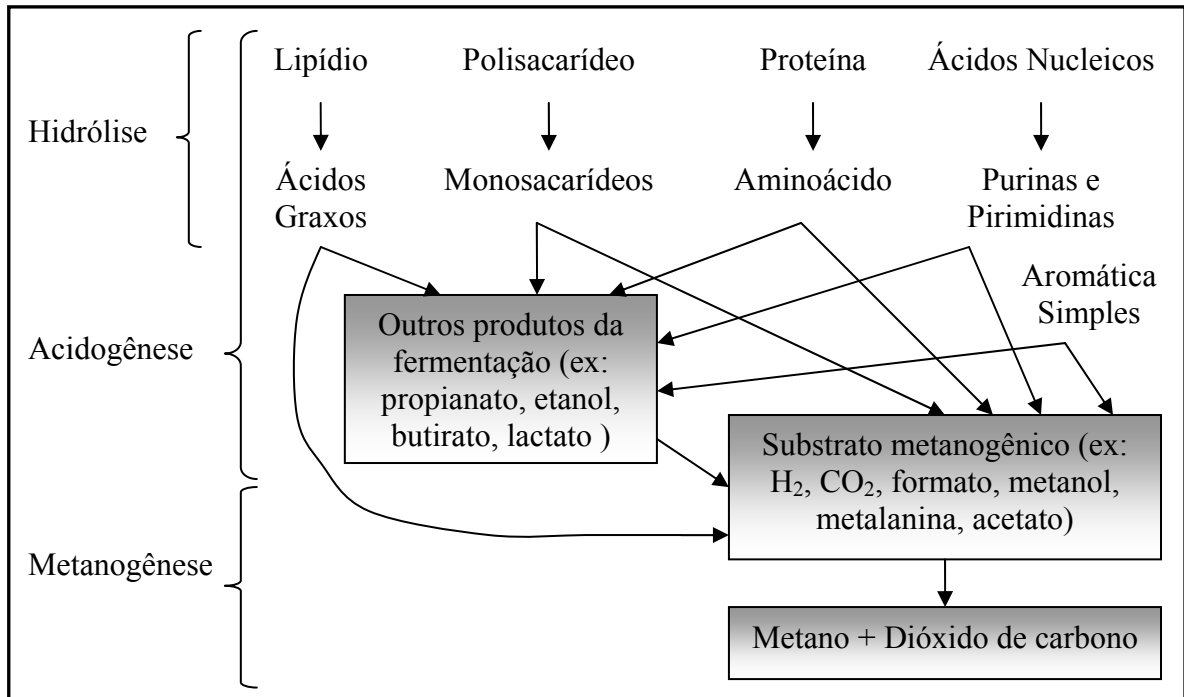 Lipídio
Polisacarídeo
Proteína
Ácidos Nucleicos
Hidrólise
Ácidos
Graxos
Monosacarídeos
Aminoácido
Purinas e
Pirimidinas
Aromática
Simples
Acidogênese
Outros produtos da
fermentação (ex:
propianato, etanol,
butirato, lactato )
Substrato metanogênico (ex:
H₂, CO₂, formato, metanol,
metalanina, acetato)
Metanogênese
Metano + Dióxido de carbono